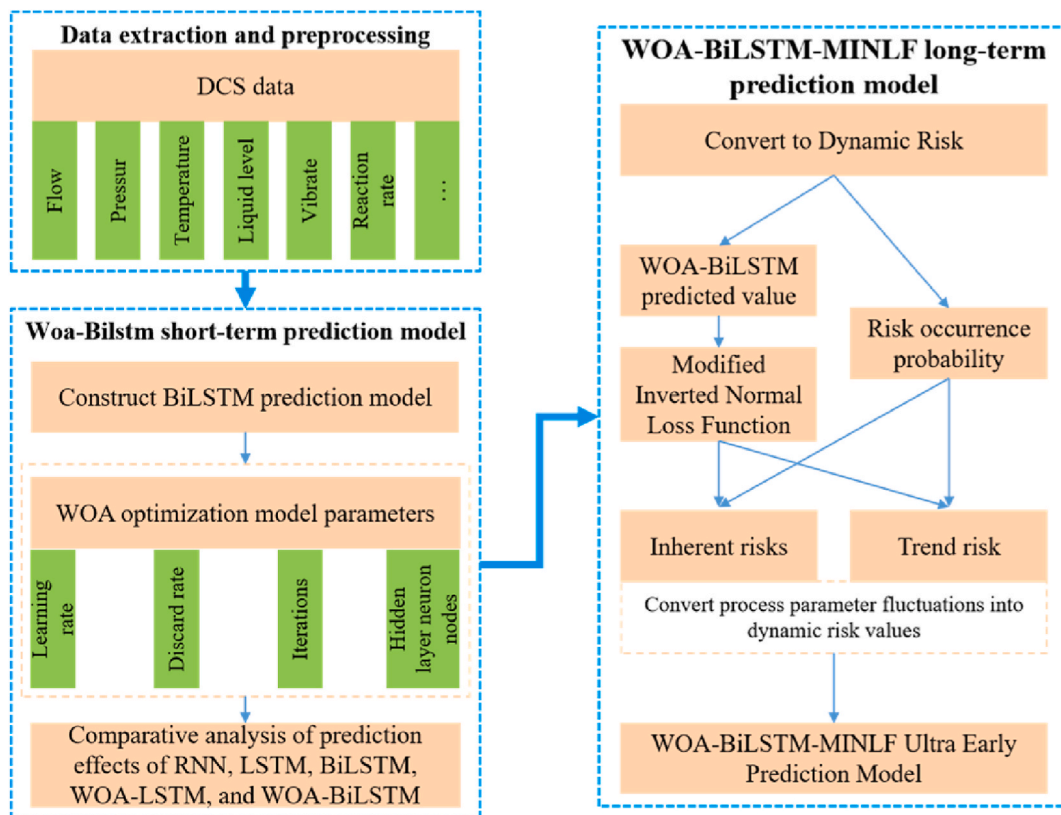 Data extraction and preprocessing
DCS data
Flow
Pressur
Temperature
Liquid level
Vibrate
Reaction
rate
...
Woa-Bilstm short-term prediction model
Construct BiLSTM prediction model
WOA optimization model parameters
Learning
rate
Discard rate
Iterations
Hidden
layer neuron
nodes
Comparative analysis of prediction
effects of RNN, LSTM, BiLSTM,
WOA-LSTM, and WOA-BiLSTM
WOA-BiLSTM-MINLF long-term
prediction model
Convert to Dynamic Risk
WOA-BiLSTM
predicted value
Risk occurrence
probability
Modified
Inverted Normal
Loss Function
Inherent risks
Trend risk
Convert process parameter fluctuations into
dynamic risk values
WOA-BiLSTM-MINLF Ultra Early
Prediction Model